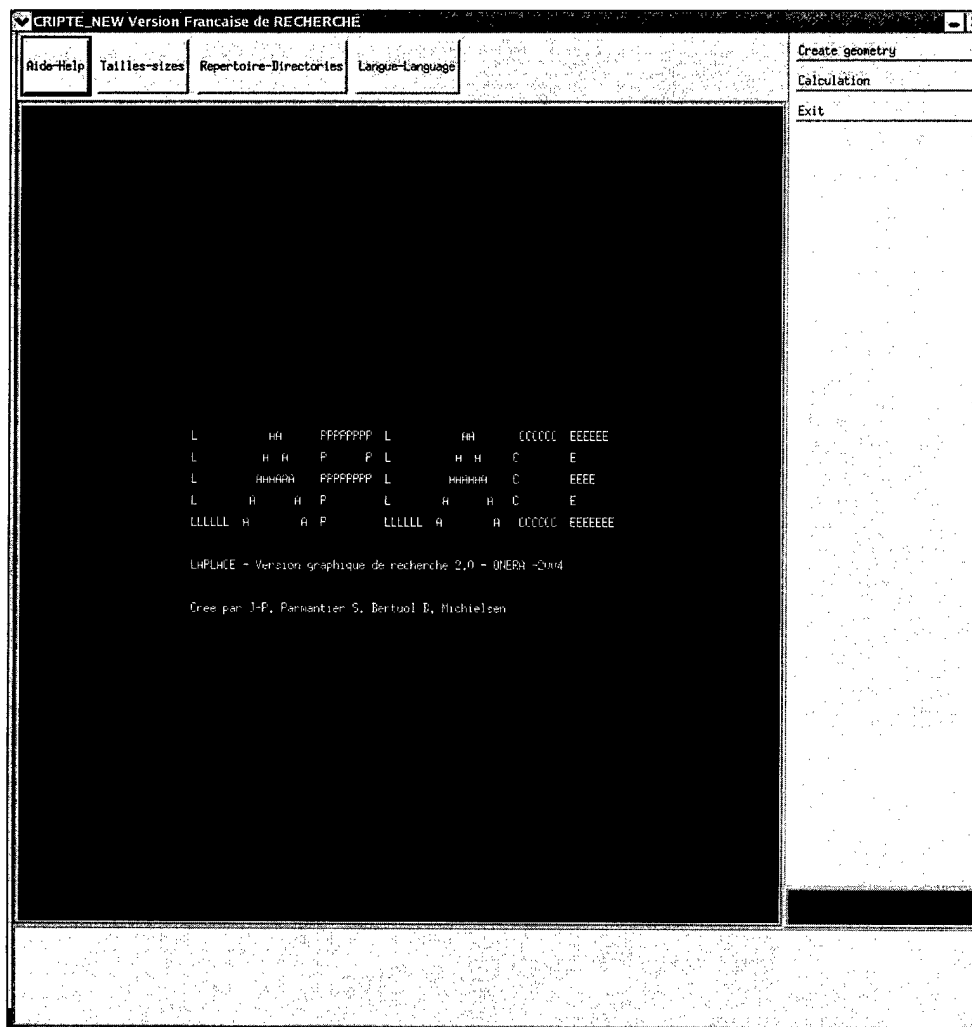 CRIPTE_NEW Version Francaise de RECHERCHE
Aide-Help Tailles-sizes Repertoire-Directories Langue-Language
Create geometry
Calculation
Exit
L AA PPPPPPPP L AA CCCCCC EEEEEE
L A A P P L A A C E
L AAAAAA PPPPPPPP L AAAAAA C EEEE
L A A P L A A C E
LLLLLL A A P LLLLLL A A CCCCCC EEEEEEE
LAPLACE - Version graphique de recherche 2.0 - ONERA -2004
Cree par J-P. Parmantier S. Bertuol B. Michielsen